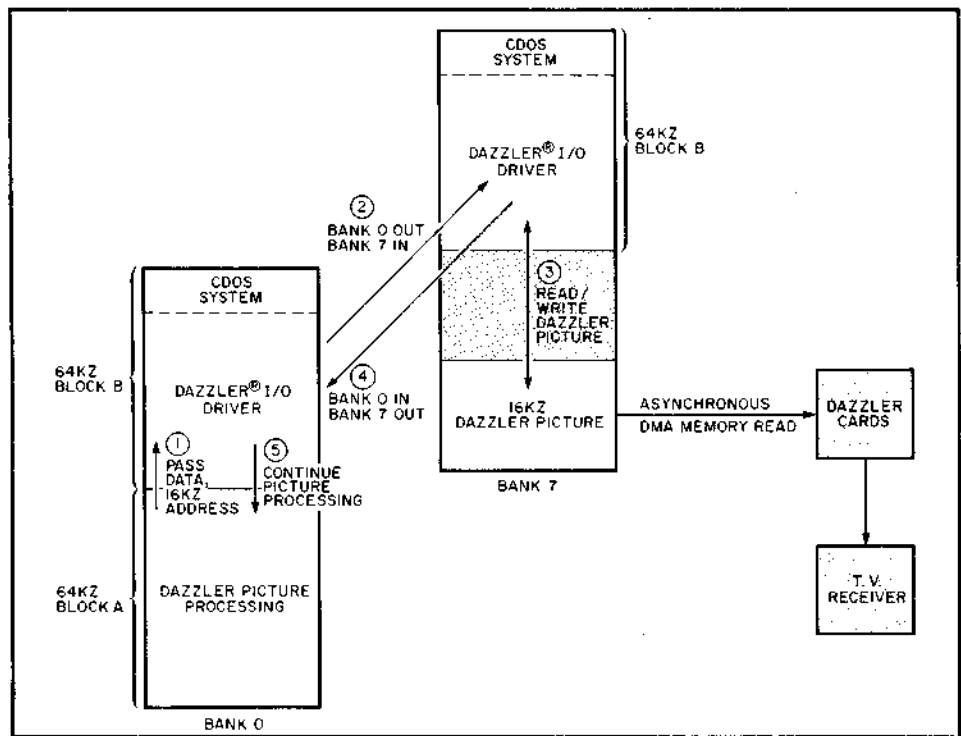 CDOS
SYSTEM
DAZZLER® I/O
DRIVER
64KZ
BLOCK B
②
BANK 0 OUT
BANK 7 IN
③
READ/
WRITE
DAZZLER
PICTURE
CDOS
SYSTEM
64KZ
BLOCK B
DAZZLER® I/O
DRIVER
④
BANK 0 IN
BANK 7 OUT
16KZ
DAZZLER PICTURE
ASYNCHRONOUS
DMA MEMORY READ
DAZZLER
CARDS
BANK 7
①
PASS
DATA,
16KZ
ADDRESS
⑤
CONTINUE
PICTURE
PROCESSING
64KZ
BLOCK A
DAZZLER PICTURE
PROCESSING
T.V.
RECEIVER
BANK 0